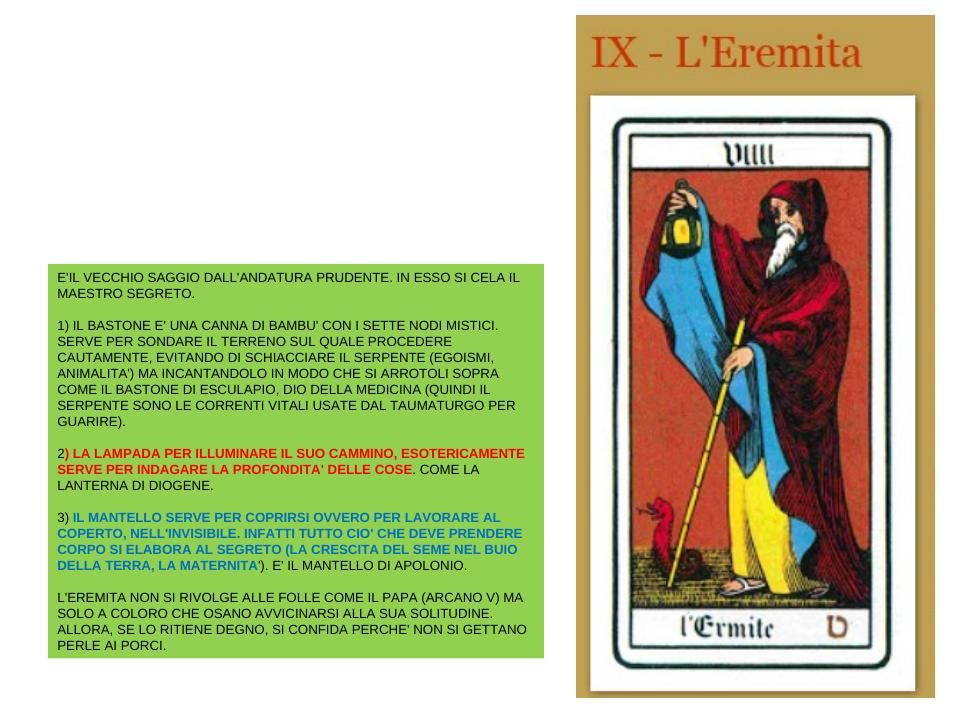 IX - L'Eremita
VIIII
E'IL VECCHIO SAGGIO DALL'ANDATURA PRUDENTE. IN ESSO SI CELA IL
MAESTRO SEGRETO.
1) IL BASTONE E' UNA CANNA DI BAMBU' CON I SETTE NODI MISTICI.
SERVE PER SONDARE IL TERRENO SUL QUALE PROCEDERE
CAUTAMENTE, EVITANDO DI SCHIACCIARE IL SERPENTE (EGOISMI,
ANIMALITA') MA INCANTANDOLO IN MODO CHE SI ARROTOLI SOPRA
COME IL BASTONE DI ESCULAPIO, DIO DELLA MEDICINA (QUINDI IL
SERPENTE SONO LE CORRENTI VITALI USATE DAL TAUMATURGO PER
GUARIRE).
2) LA LAMPADA PER ILLUMINARE IL SUO CAMMINO, ESOTERICAMENTE
SERVE PER INDAGARE LA PROFONDITA' DELLE COSE. COME LA
LANTERNA DI DIOGENE.
3) IL MANTELLO SERVE PER COPRIRSI OVVERO PER LAVORARE AL
COPERTO, NELL'INVISIBILE. INFATTI TUTTO CIO' CHE DEVE PRENDERE
CORPO SI ELABORA AL SEGRETO (LA CRESCITA DEL SEME NEL BUIO
DELLA TERRA, LA MATERNITA'). E' IL MANTELLO DI APOLONIO.
L'EREMITA NON SI RIVOLGE ALLE FOLLE COME IL PAPA (ARCANO V) MA
SOLO A COLORO CHE OSANO AVVICINARSI ALLA SUA SOLITUDINE.
ALLORA, SE LO RITIENE DEGNO, SI CONFIDA PERCHE' NON SI GETTANO
PERLE AI PORCI.
l'Ermite ט